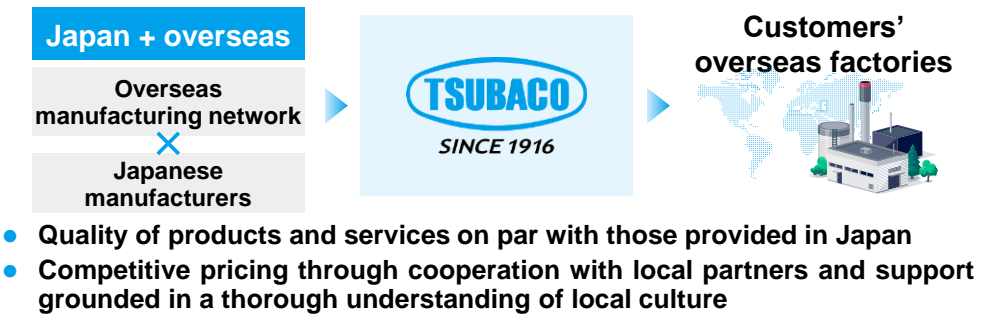 Japan + overseas
Overseas
manufacturing network
×
Japanese
manufacturers
TSUBACO
SINCE 1916
Customers’
overseas factories
● Quality of products and services on par with those provided in Japan
● Competitive pricing through cooperation with local partners and support
grounded in a thorough understanding of local culture